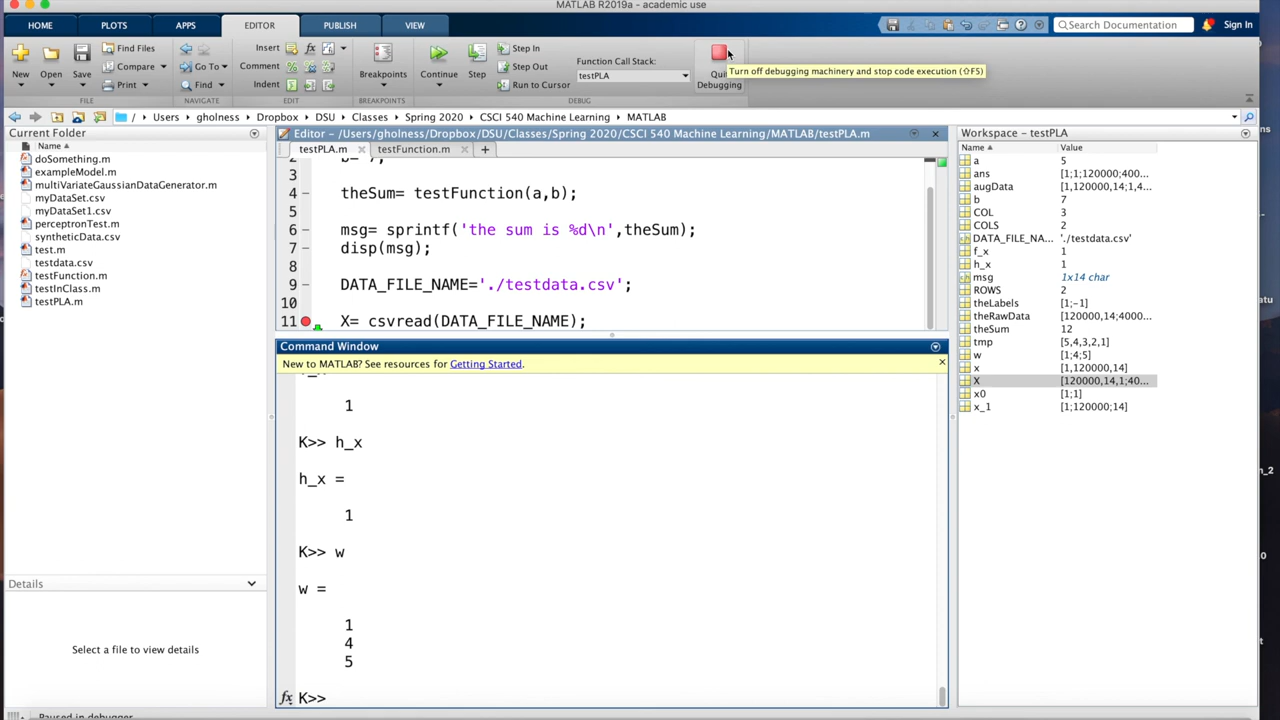 MATLAB R2019a - academic use
HOME PLOTS APPS EDITOR PUBLISH VIEW Search Documentation Sign In
New Open Save Find Files Compare Print
Go To Find
Insert Comment Indent fx
Breakpoints Continue Step Step In Step Out Run to Cursor
Function Call Stack:
testPLA
Quit Debugging
Turn off debugging machinery and stop code execution (⇧F5)
FILE NAVIGATE EDIT BREAKPOINTS DEBUG
/ Users gholness Dropbox DSU Classes Spring 2020 CSCI 540 Machine Learning MATLAB
Current Folder
Name
doSomething.m
exampleModel.m
multiVariateGaussianDataGenerator.m
myDataSet.csv
myDataSet1.csv
perceptronTest.m
syntheticData.csv
test.m
testdata.csv
testFunction.m
testInClass.m
testPLA.m
Details
Select a file to view details
Editor - /Users/gholness/Dropbox/DSU/Classes/Spring 2020/CSCI 540 Machine Learning/MATLAB/testPLA.m
testPLA.m testFunction.m
2 b= 7;
3
4 theSum= testFunction(a,b);
5
6 msg= sprintf('the sum is %d\n',theSum);
7 disp(msg);
8
9 DATA_FILE_NAME='./testdata.csv';
10
11 X= csvread(DATA_FILE_NAME);
Command Window
New to MATLAB? See resources for Getting Started.
1
K>> h_x
h_x =
1
K>> w
w =
1
4
5
fx K>>
Workspace - testPLA
Name Value
a 5
ans [1;1;120000;400...
augData [1,120000,14;1,4...
b 7
COL 3
COLS 2
DATA_FILE_NA... './testdata.csv'
f_x 1
h_x 1
msg 1x14 char
ROWS 2
theLabels [1;-1]
theRawData [120000,14;4000...
theSum 12
tmp [5,4,3,2,1]
w [1;4;5]
x [1,120000,14]
X [120000,14,1;40...
x0 [1;1]
x_1 [1;120000;14]
Paused in debugger